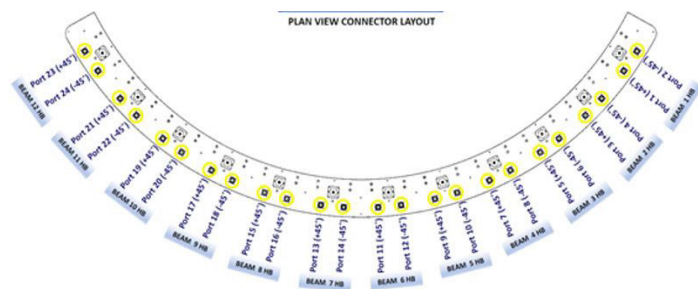 PLAN VIEW CONNECTOR LAYOUT
Port 23 (+45°)
Port 24 (-45°)
BEAM 12 HB
Port 21 (+45°)
Port 22 (-45°)
BEAM 11 HB
Port 19 (+45°)
Port 20 (-45°)
BEAM 10 HB
Port 17 (+45°)
Port 18 (-45°)
BEAM 9 HB
Port 15 (+45°)
Port 16 (-45°)
BEAM 8 HB
Port 13 (+45°)
Port 14 (-45°)
BEAM 7 HB
Port 11 (+45°)
Port 12 (-45°)
BEAM 6 HB
Port 9 (+45°)
Port 10 (-45°)
BEAM 5 HB
Port 7 (+45°)
Port 8 (-45°)
BEAM 4 HB
Port 5 (+45°)
Port 6 (-45°)
BEAM 3 HB
Port 3 (+45°)
Port 4 (-45°)
BEAM 2 HB
Port 1 (+45°)
Port 2 (-45°)
BEAM 1 HB